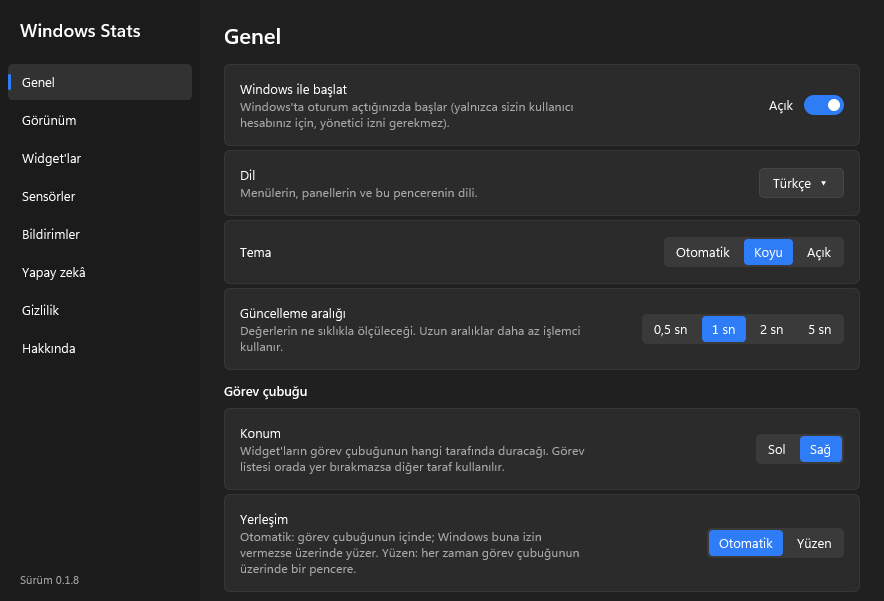 Windows Stats
Genel
Görünüm
Widget'lar
Sensörler
Bildirimler
Yapay zekâ
Gizlilik
Hakkında
Sürüm 0.1.8
Genel
Windows ile başlat
Windows'ta oturum açtığınızda başlar (yalnızca sizin kullanıcı
hesabınız için, yönetici izni gerekmez).
Açık
Dil
Menülerin, panellerin ve bu pencerenin dili.
Türkçe
Tema
Otomatik Koyu Açık
Güncelleme aralığı
Değerlerin ne sıklıkla ölçüleceği. Uzun aralıklar daha az işlemci
kullanır.
0,5 sn 1 sn 2 sn 5 sn
Görev çubuğu
Konum
Widget'ların görev çubuğunun hangi tarafında duracağı. Görev
listesi orada yer bırakmazsa diğer taraf kullanılır.
Sol Sağ
Yerleşim
Otomatik: görev çubuğunun içinde; Windows buna izin
vermezse üzerinde yüzer. Yüzen: her zaman görev çubuğunun
üzerinde bir pencere.
Otomatik Yüzen